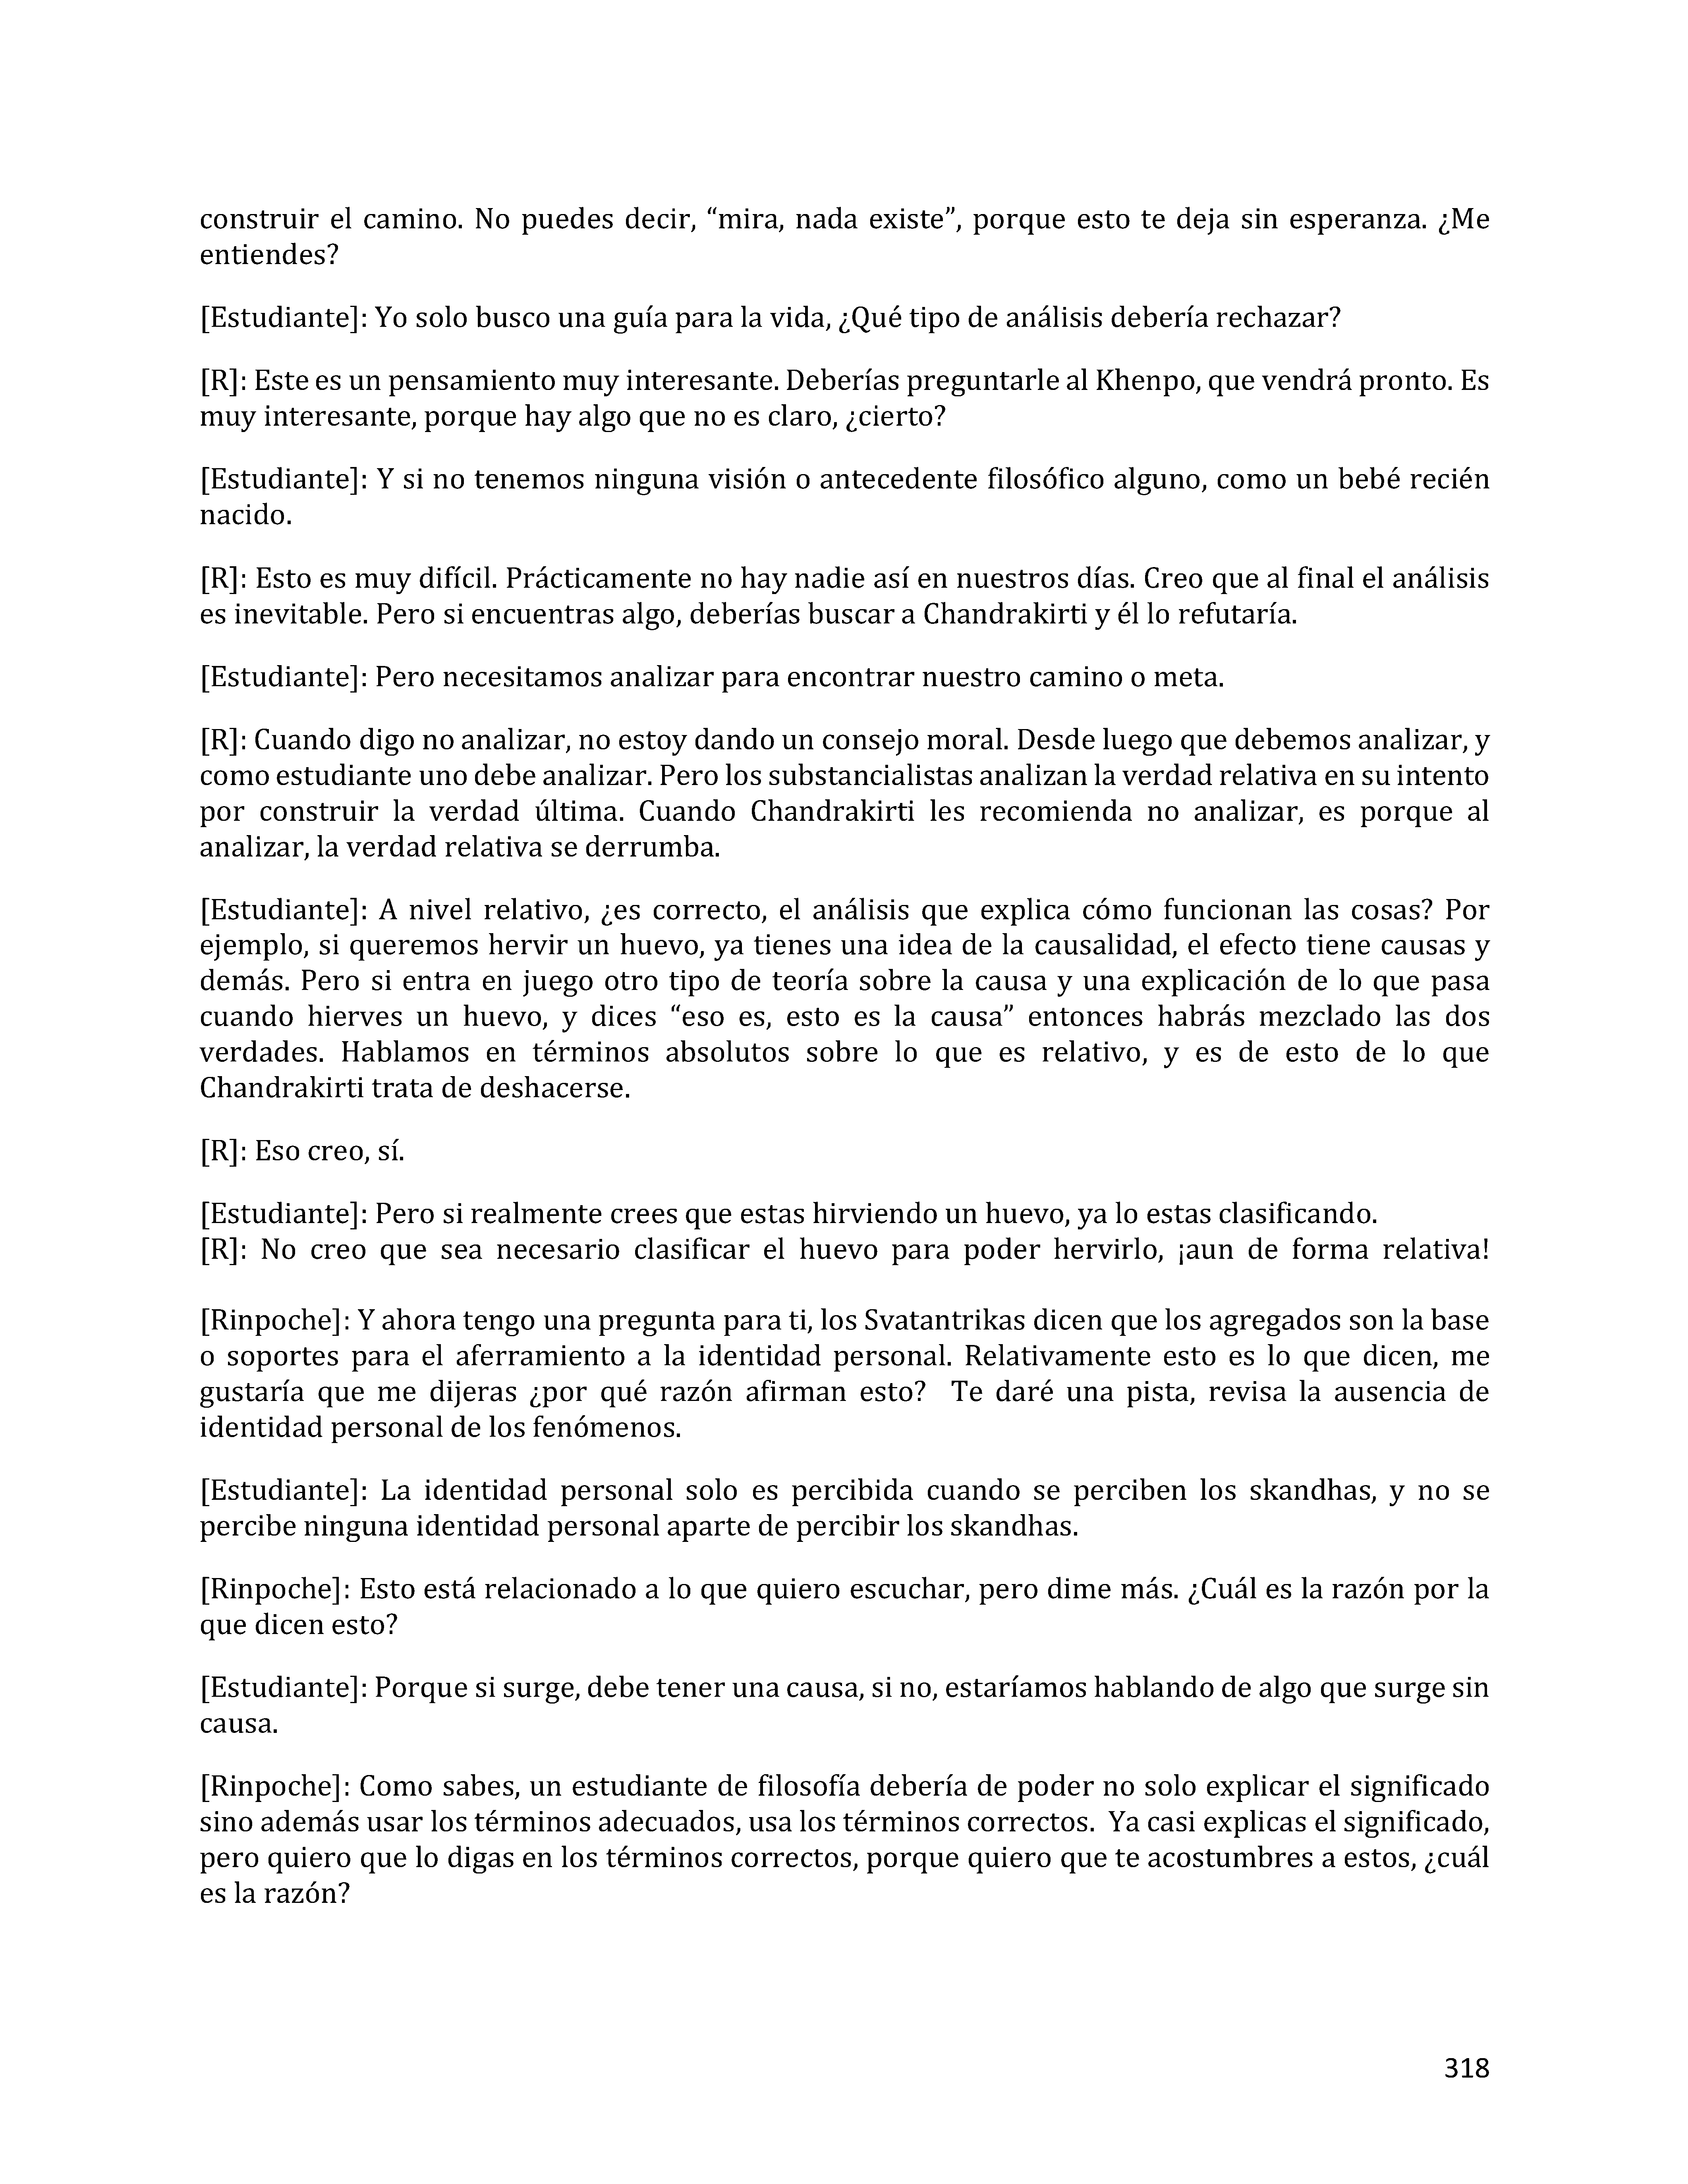 construir el camino. No puedes decir, “mira, nada existe”, porque esto te deja sin esperanza. ¿Me
entiendes?
[Estudiante]: Yo solo busco una guía para la vida, ¿Qué tipo de análisis debería rechazar?
[R]: Este es un pensamiento muy interesante. Deberías preguntarle al Khenpo, que vendrá pronto. Es
muy interesante, porque hay algo que no es claro, ¿cierto?
[Estudiante]: Y si no tenemos ninguna visión o antecedente filosófico alguno, como un bebé recién
nacido.
[R]: Esto es muy difícil. Prácticamente no hay nadie así en nuestros días. Creo que al final el análisis
es inevitable. Pero si encuentras algo, deberías buscar a Chandrakirti y él lo refutaría.
[Estudiante]: Pero necesitamos analizar para encontrar nuestro camino o meta.
[R]: Cuando digo no analizar, no estoy dando un consejo moral. Desde luego que debemos analizar, y
como estudiante uno debe analizar. Pero los substancialistas analizan la verdad relativa en su intento
por construir la verdad última. Cuando Chandrakirti les recomienda no analizar, es porque al
analizar, la verdad relativa se derrumba.
[Estudiante]: A nivel relativo, ¿es correcto, el análisis que explica cómo funcionan las cosas? Por
ejemplo, si queremos hervir un huevo, ya tienes una idea de la causalidad, el efecto tiene causas y
demás. Pero si entra en juego otro tipo de teoría sobre la causa y una explicación de lo que pasa
cuando hierves un huevo, y dices “eso es, esto es la causa” entonces habrás mezclado las dos
verdades. Hablamos en términos absolutos sobre lo que es relativo, y es de esto de lo que
Chandrakirti trata de deshacerse.
[R]: Eso creo, sí.
[Estudiante]: Pero si realmente crees que estas hirviendo un huevo, ya lo estas clasificando.
[R]: No creo que sea necesario clasificar el huevo para poder hervirlo, ¡aun de forma relativa!
[Rinpoche]: Y ahora tengo una pregunta para ti, los Svatantrikas dicen que los agregados son la base
o soportes para el aferramiento a la identidad personal. Relativamente esto es lo que dicen, me
gustaría que me dijeras ¿por qué razón afirman esto?  Te daré una pista, revisa la ausencia de
identidad personal de los fenómenos.
[Estudiante]: La identidad personal solo es percibida cuando se perciben los skandhas, y no se
percibe ninguna identidad personal aparte de percibir los skandhas.
[Rinpoche]: Esto está relacionado a lo que quiero escuchar, pero dime más. ¿Cuál es la razón por la
que dicen esto?
[Estudiante]: Porque si surge, debe tener una causa, si no, estaríamos hablando de algo que surge sin
causa.
[Rinpoche]: Como sabes, un estudiante de filosofía debería de poder no solo explicar el significado
sino además usar los términos adecuados, usa los términos correctos.  Ya casi explicas el significado,
pero quiero que lo digas en los términos correctos, porque quiero que te acostumbres a estos, ¿cuál
es la razón?
318